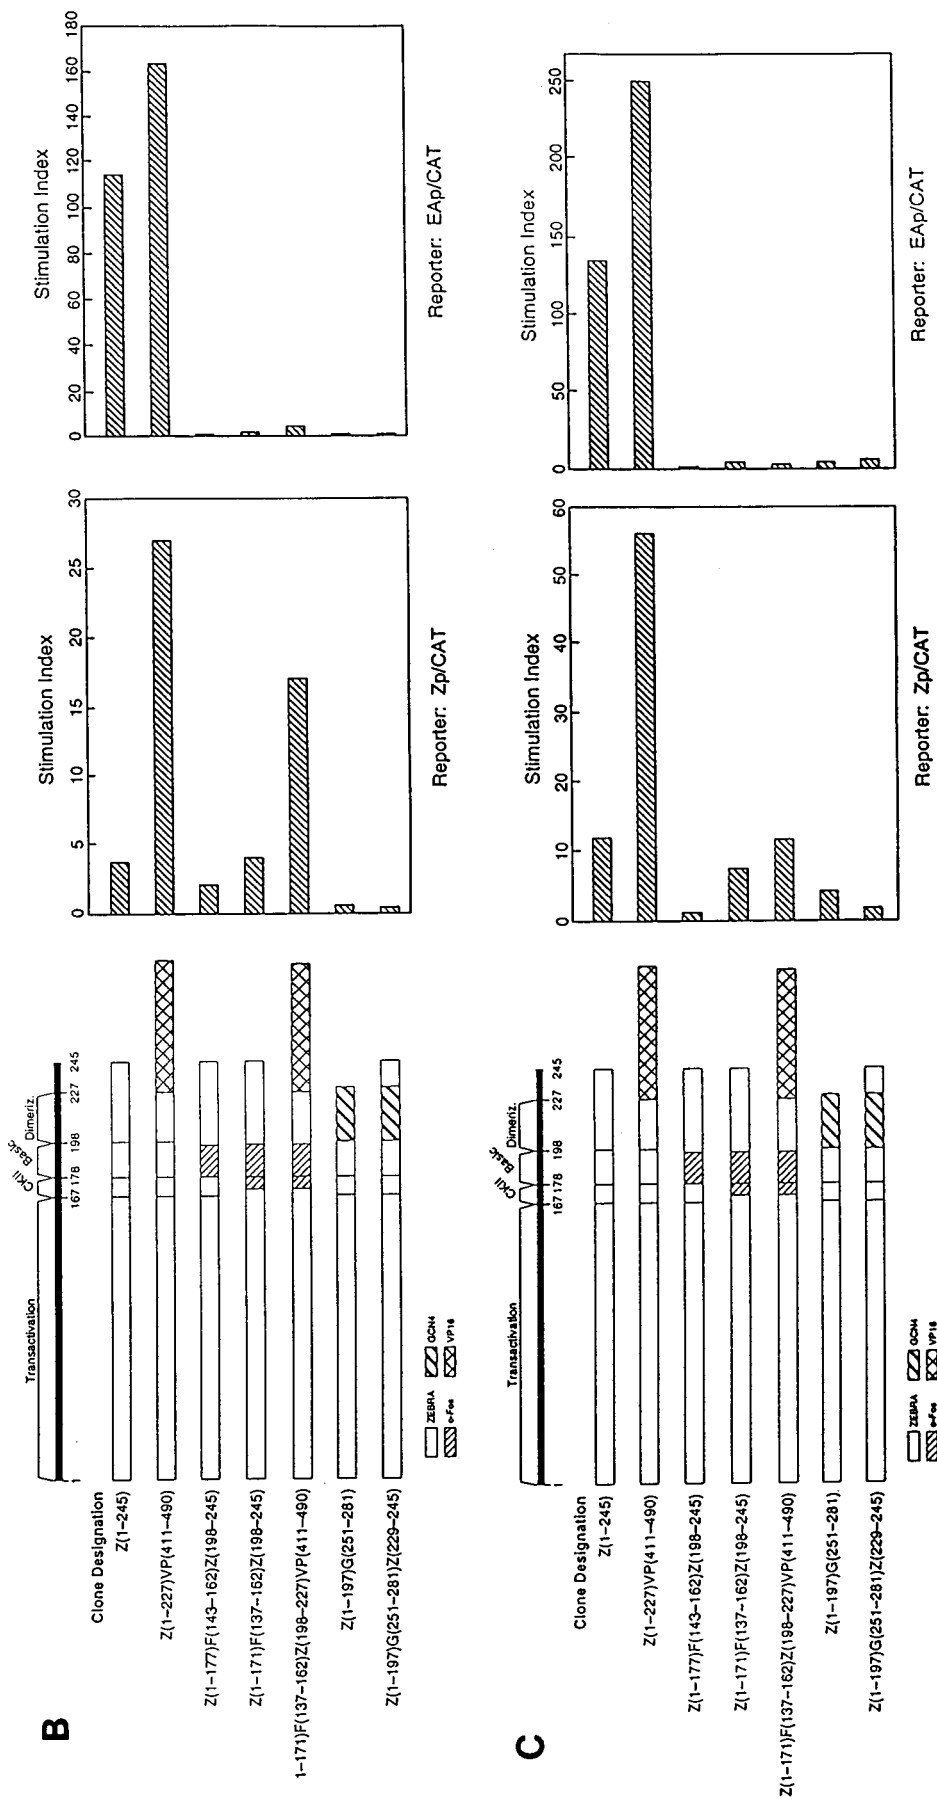 B
Transactivation
CKII
Basic
Dimeriz.
1
167
178
198
227
245
Clone Designation
Z(1–245)
Z(1–227)VP(411–490)
Z(1–177)F(143–162)Z(198–245)
Z(1–171)F(137–162)Z(198–245)
1–171)F(137–162)Z(198–227)VP(411–490)
Z(1–197)G(251–281)
Z(1–197)G(251–281)Z(229–245)
ZEBRA
GCN4
c-Fos
VP16
Stimulation Index
0 5 10 15 20 25 30
Reporter: Zp/CAT
Stimulation Index
0 20 40 60 80 100 120 140 160 180
Reporter: EAp/CAT
C
Transactivation
CKII
Basic
Dimeriz.
1
167
178
198
227
245
Clone Designation
Z(1–245)
Z(1–227)VP(411–490)
Z(1–177)F(143–162)Z(198–245)
Z(1–171)F(137–162)Z(198–245)
Z(1–171)F(137–162)Z(198–227)VP(411–490)
Z(1–197)G(251–281).
Z(1–197)G(251–281)Z(229–245)
ZEBRA
GCN4
c-Fos
VP16
Stimulation Index
0 10 20 30 40 50 60
Reporter: Zp/CAT
Stimulation Index
0 50 100 150 200 250
Reporter: EAp/CAT